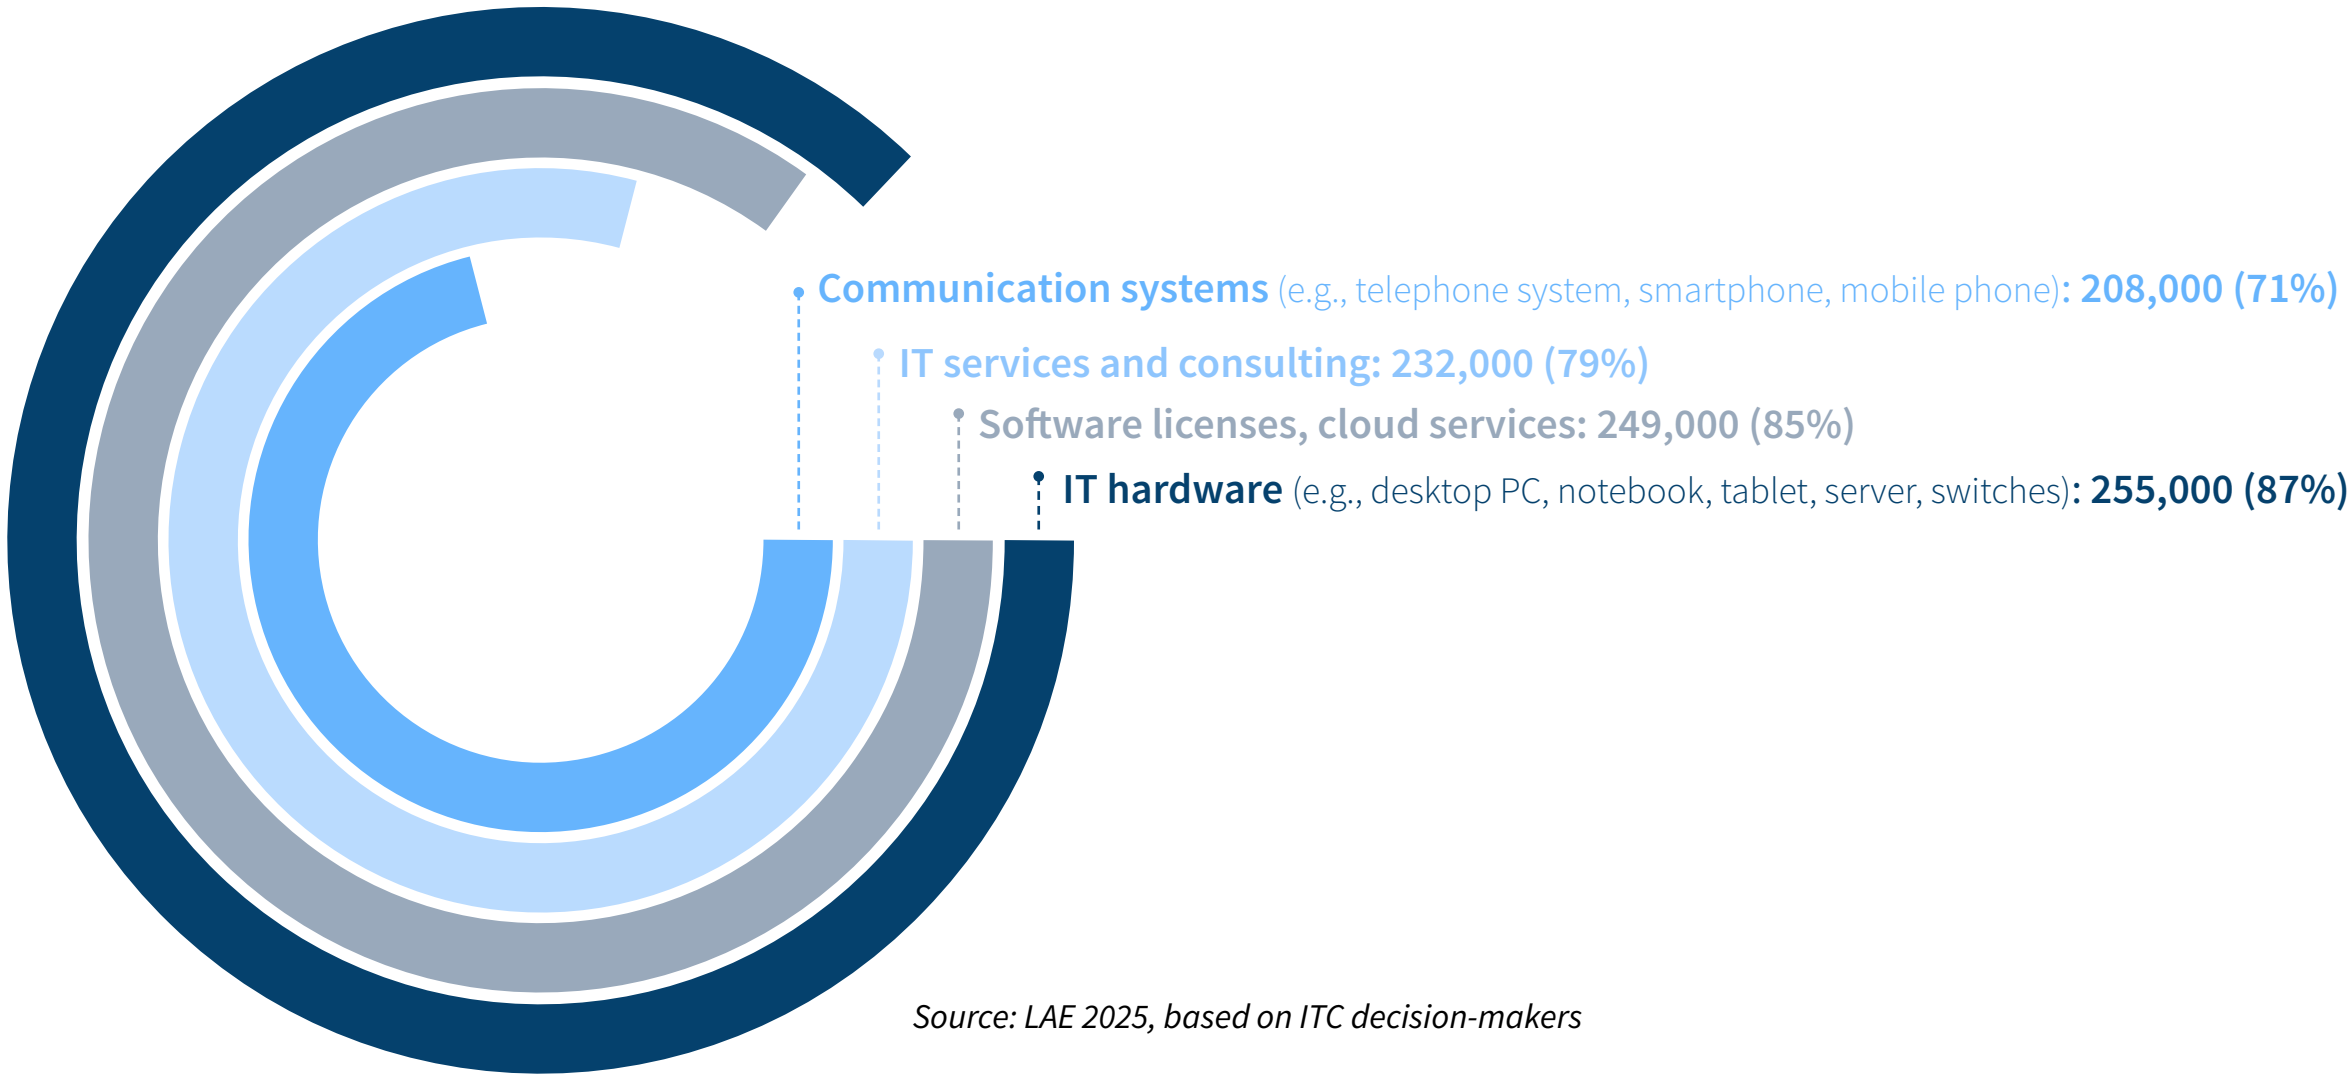 Communication systems (e.g., telephone system, smartphone, mobile phone): 208,000 (71%)
IT services and consulting: 232,000 (79%)
Software licenses, cloud services: 249,000 (85%)
IT hardware (e.g., desktop PC, notebook, tablet, server, switches): 255,000 (87%)
Source: LAE 2025, based on ITC decision-makers